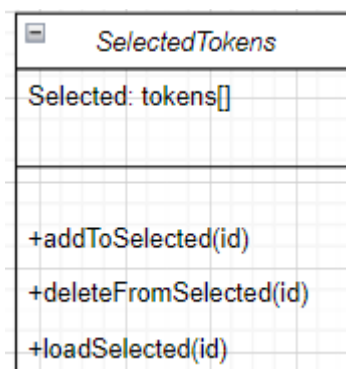 SelectedTokens
Selected: tokens[]
+addToSelected(id)
+deleteFromSelected(id)
+loadSelected(id)